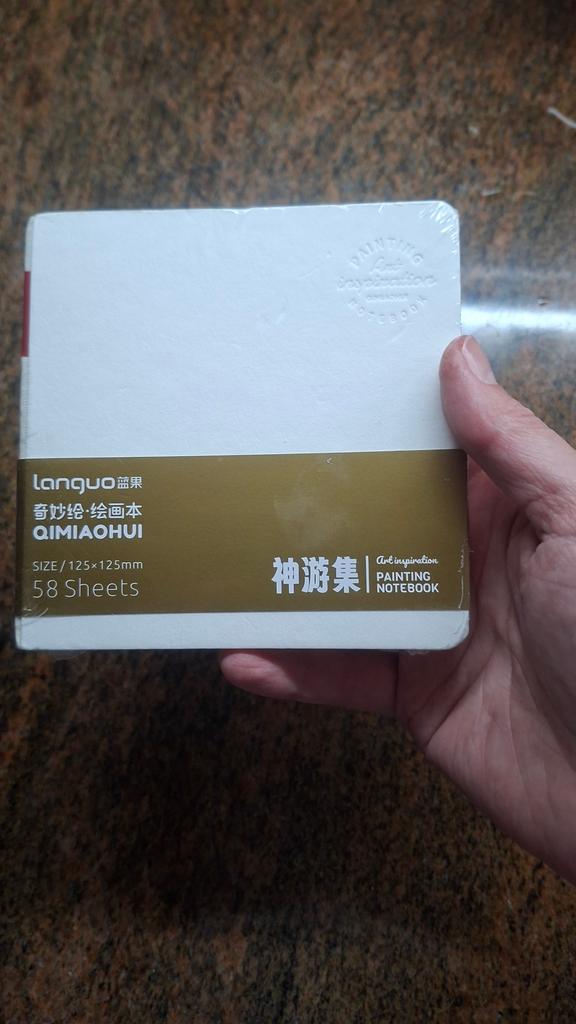 PAINTING
Art
inspiration
QIMIAOHUI
NOTEBOOK
languo蓝果
奇妙绘·绘画本
QIMIAOHUI
SIZE/125×125mm
58 Sheets
神游集
Art inspiration
PAINTING
NOTEBOOK